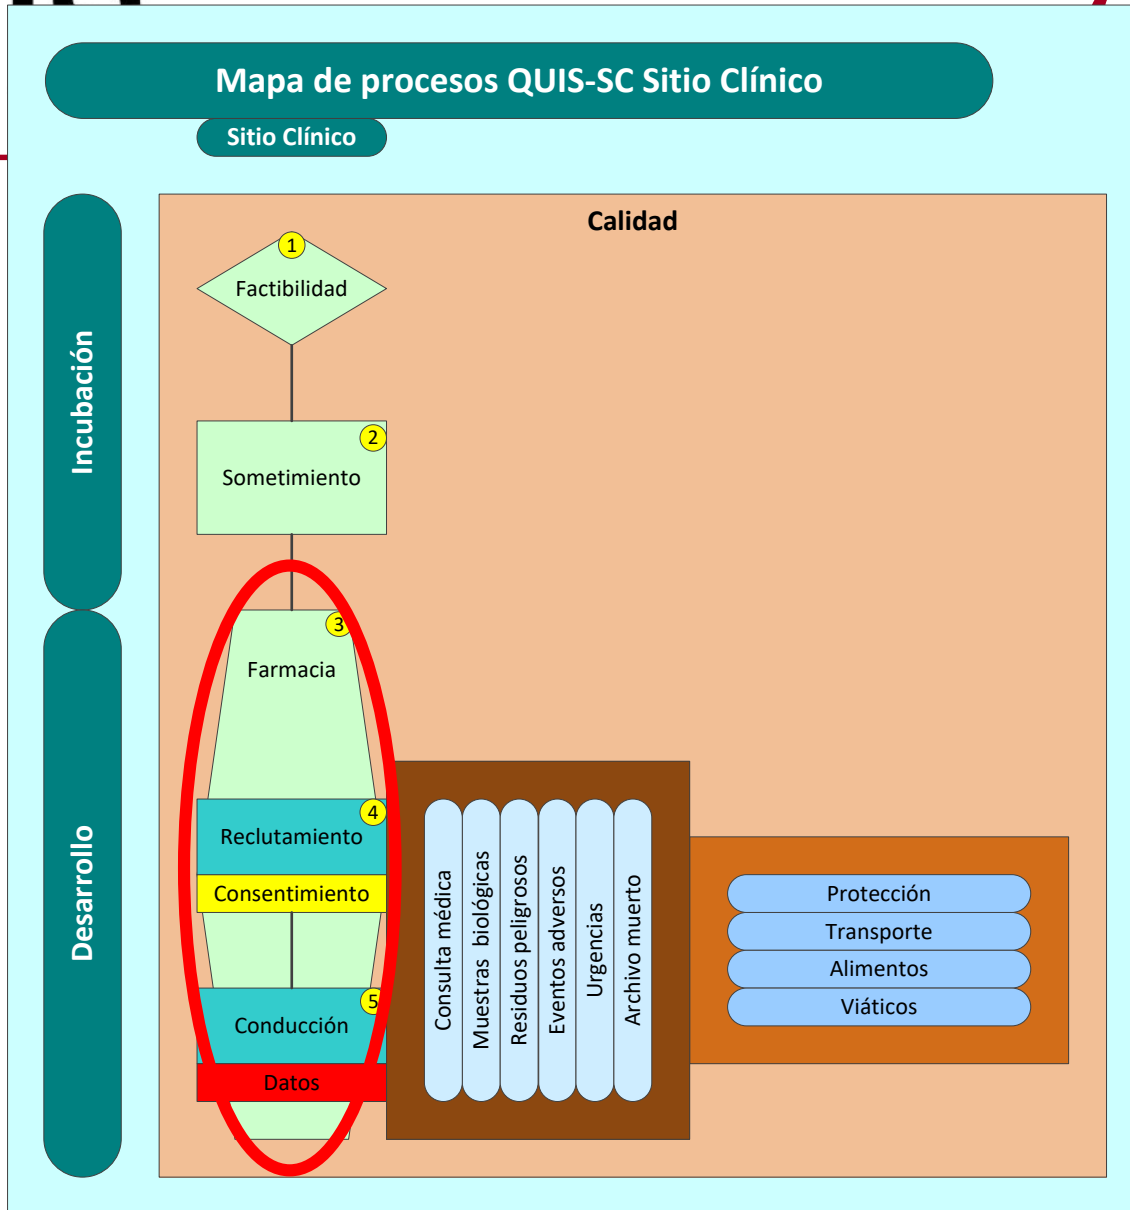 Mapa de procesos QUIS-SC Sitio Clínico
Sitio Clínico
Incubación
Calidad
1
Factibilidad
2
Sometimiento
Desarrollo
3
Farmacia
4
Reclutamiento
Consentimiento
5
Conducción
Datos
Consulta médica
Muestras biológicas
Residuos peligrosos
Eventos adversos
Urgencias
Archivo muerto
Protección
Transporte
Alimentos
Viáticos